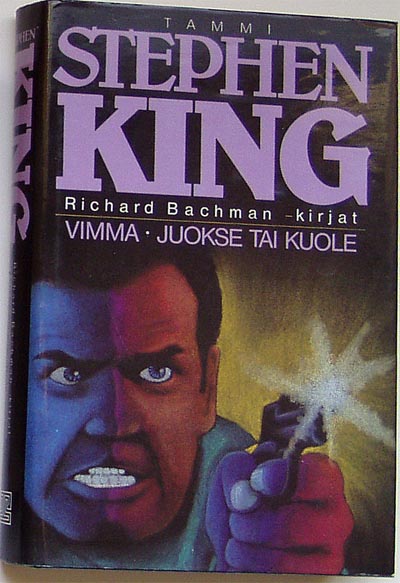 TAMMI
STEPHEN
KING
Richard Bachman -kirjat
VIMMA · JUOKSE TAI KUOLE
STEPHEN
KING